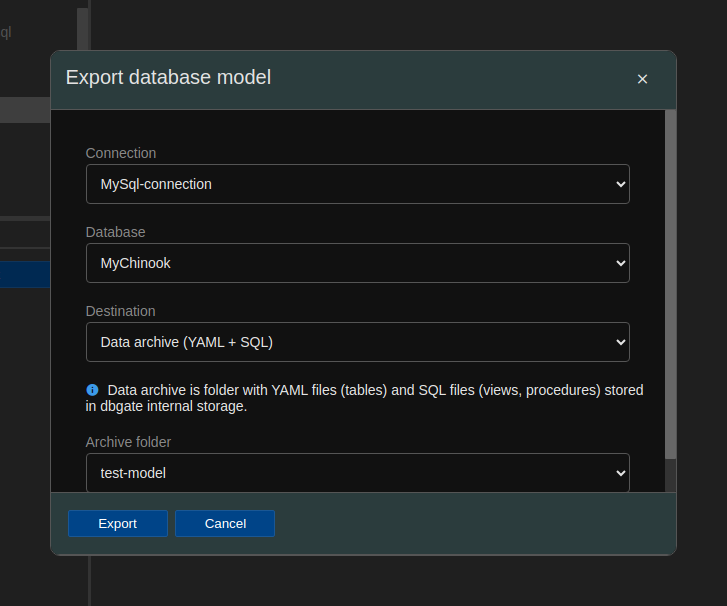 ql
Export database model
×
Connection
MySql-connection
Database
MyChinook
Destination
Data archive (YAML + SQL)
Data archive is folder with YAML files (tables) and SQL files (views, procedures) stored
in dbgate internal storage.
Archive folder
test-model
Export
Cancel